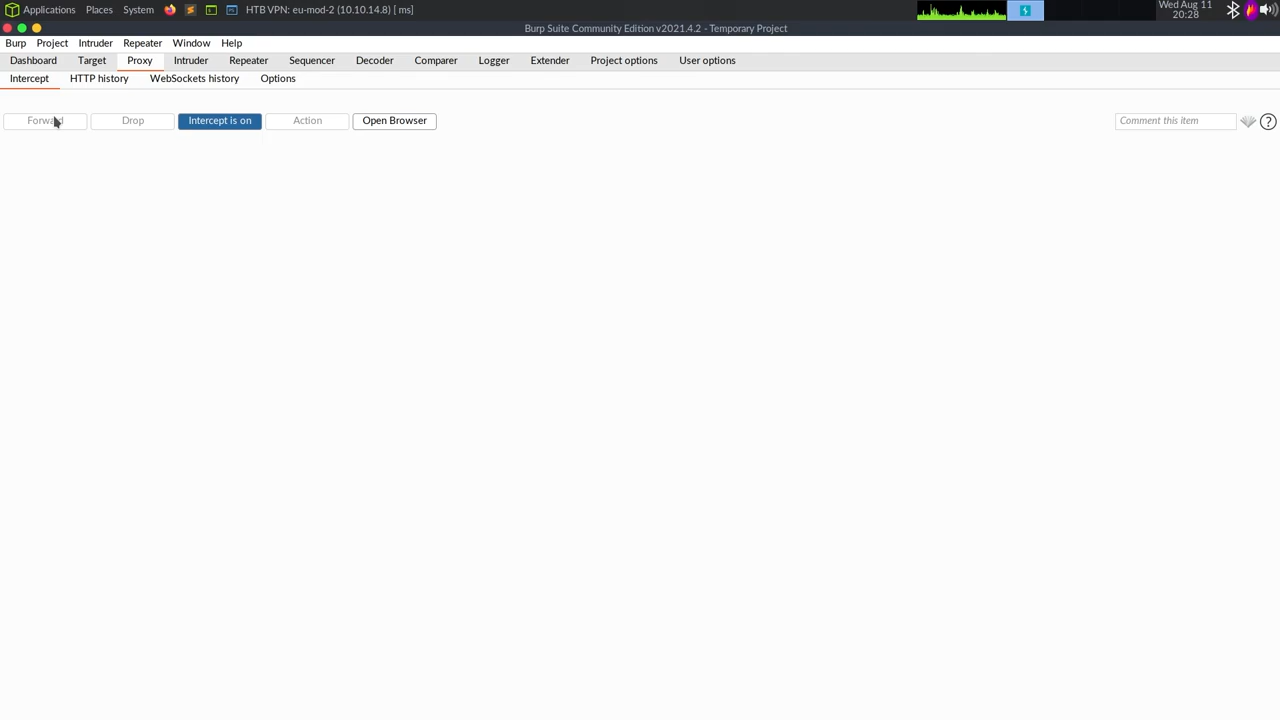 Applications Places System HTB VPN: eu-mod-2 (10.10.14.8) [ ms] Wed Aug 11
20:28
Burp Suite Community Edition v2021.4.2 - Temporary Project
Burp Project Intruder Repeater Window Help
Dashboard Target Proxy Intruder Repeater Sequencer Decoder Comparer Logger Extender Project options User options
Intercept HTTP history WebSockets history Options
Forward Drop Intercept is on Action Open Browser Comment this item ?